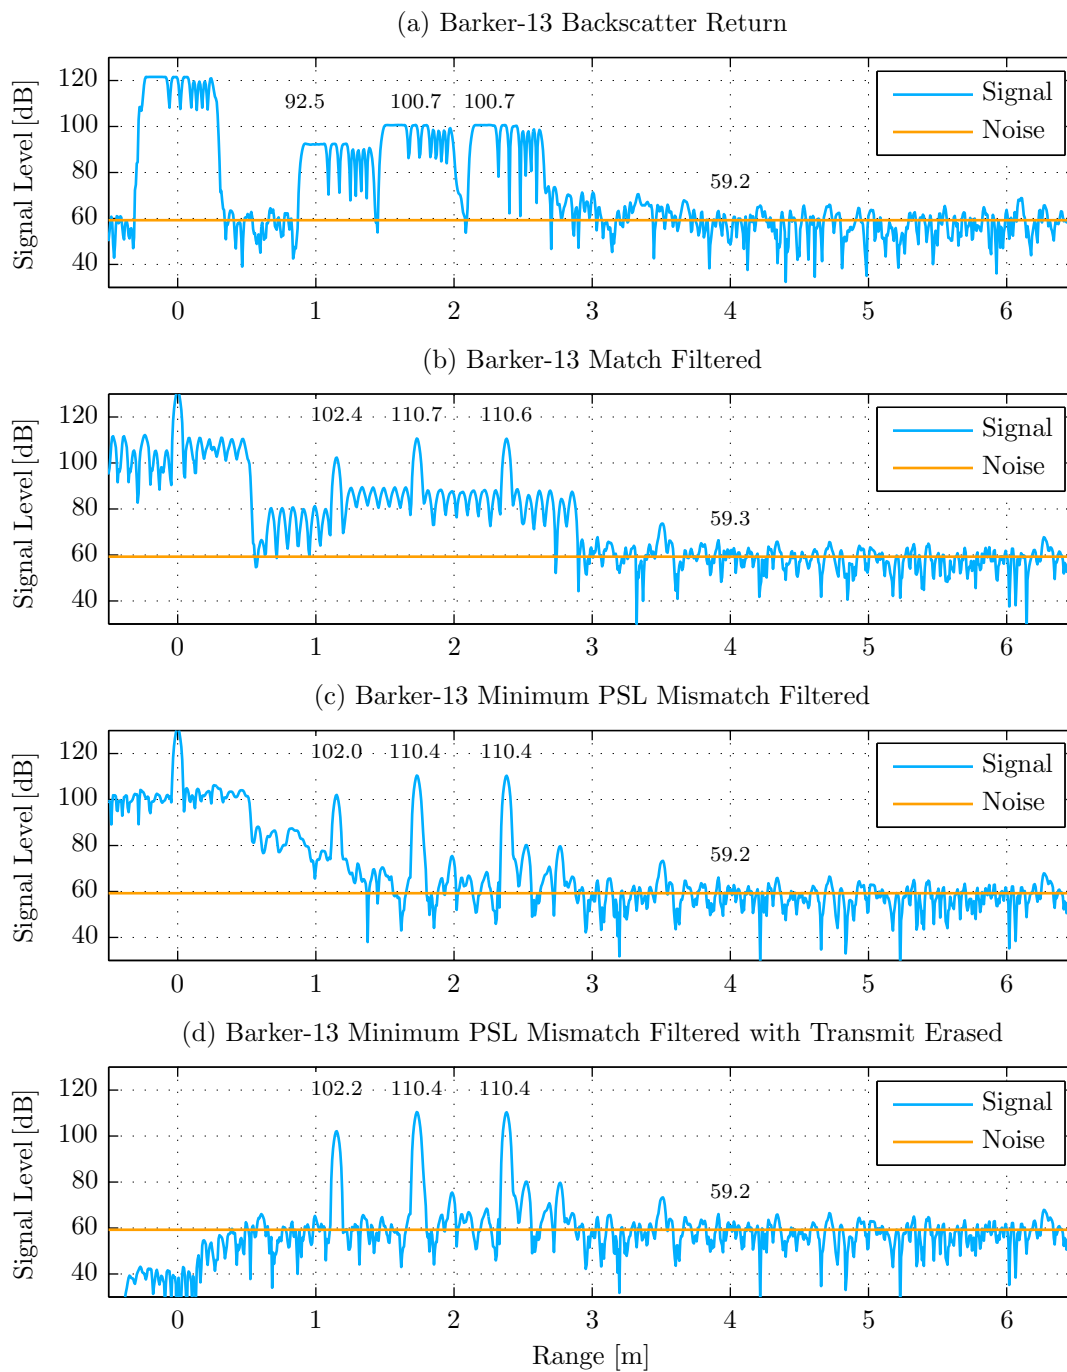 (a) Barker-13 Backscatter Return
Signal Level [dB]
120
100
80
60
40
92.5
100.7
100.7
59.2
Signal
Noise
0 1 2 3 4 5 6
(b) Barker-13 Match Filtered
Signal Level [dB]
120
100
80
60
40
102.4
110.7
110.6
59.3
Signal
Noise
0 1 2 3 4 5 6
(c) Barker-13 Minimum PSL Mismatch Filtered
Signal Level [dB]
120
100
80
60
40
102.0
110.4
110.4
59.2
Signal
Noise
0 1 2 3 4 5 6
(d) Barker-13 Minimum PSL Mismatch Filtered with Transmit Erased
Signal Level [dB]
120
100
80
60
40
102.2
110.4
110.4
59.2
Signal
Noise
0 1 2 3 4 5 6
Range [m]